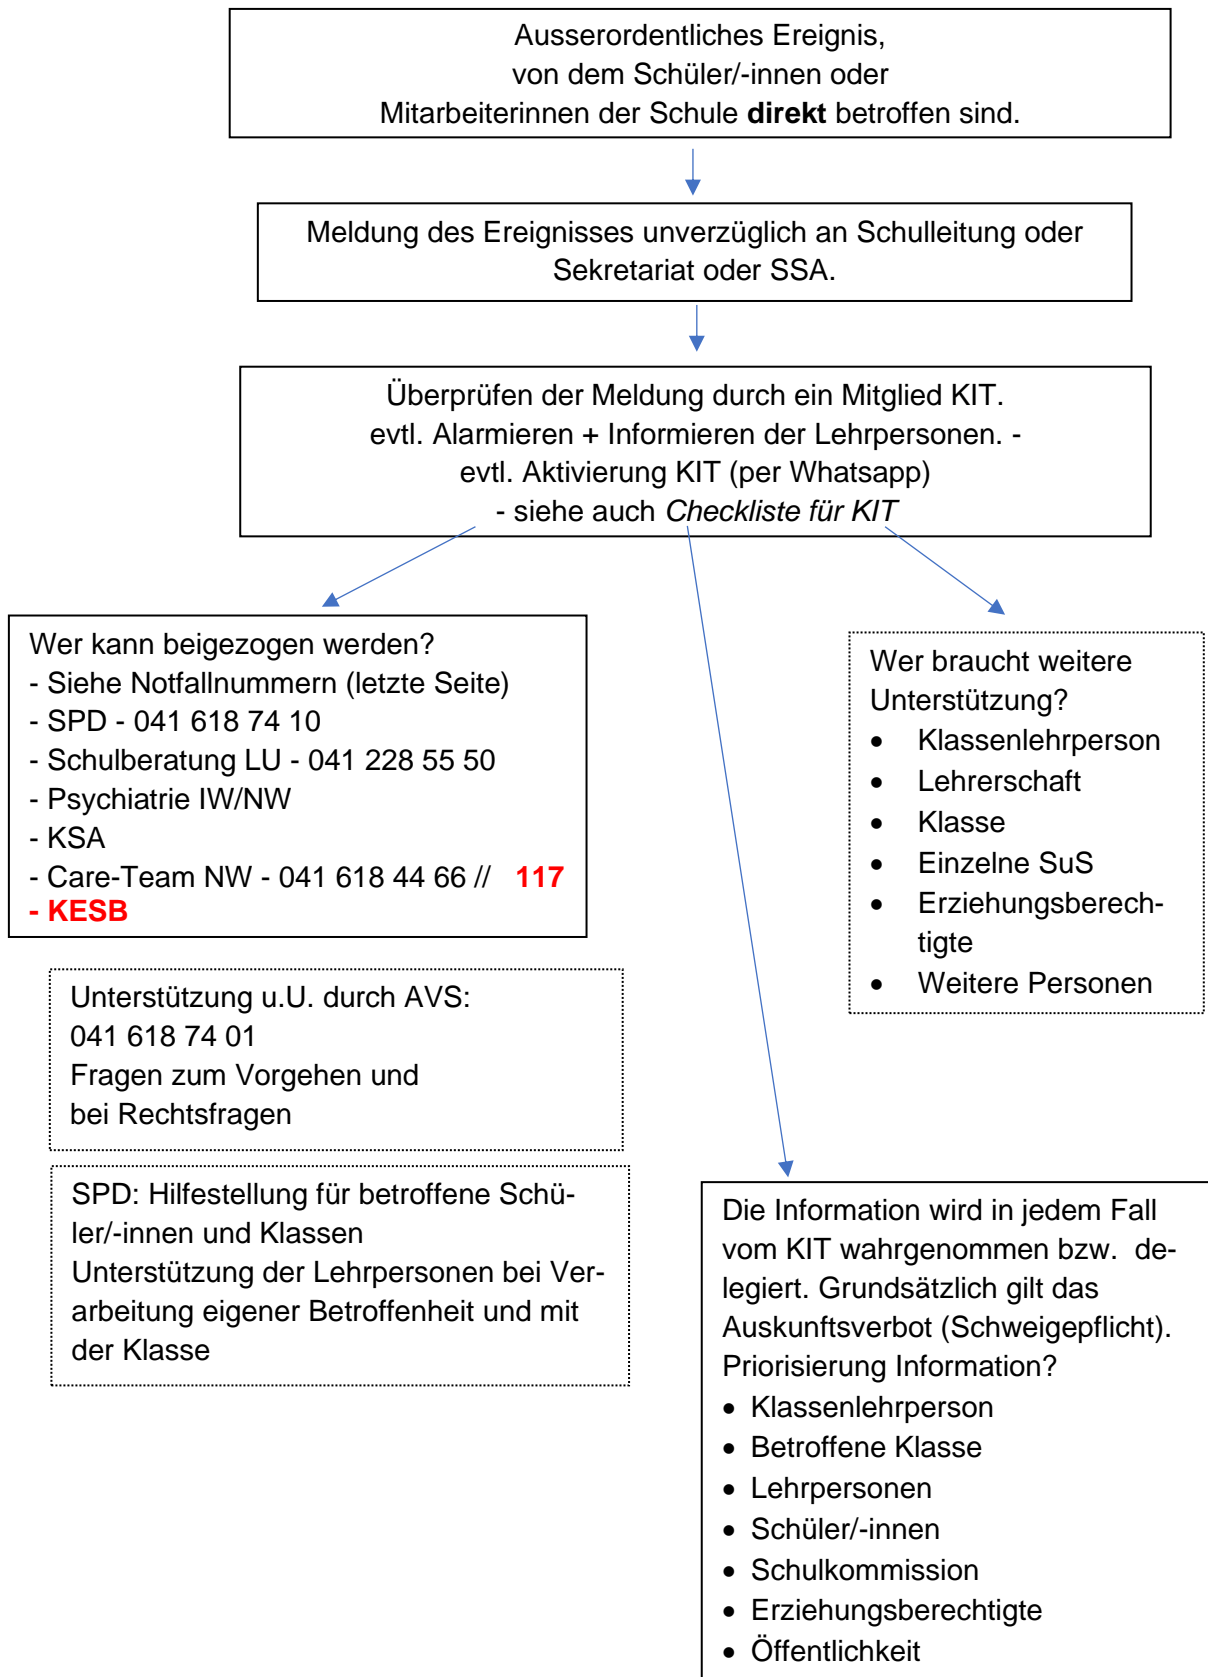 Ausserordentliches Ereignis,
von dem Schüler/-innen oder
Mitarbeiterinnen der Schule direkt betroffen sind.
Meldung des Ereignisses unverzüglich an Schulleitung oder
Sekretariat oder SSA.
Überprüfen der Meldung durch ein Mitglied KIT.
evtl. Alarmieren + Informieren der Lehrpersonen. -
evtl. Aktivierung KIT (per Whatsapp)
- siehe auch Checkliste für KIT
Wer kann beigezogen werden?
- Siehe Notfallnummern (letzte Seite)
- SPD - 041 618 74 10
- Schulberatung LU - 041 228 55 50
- Psychiatrie IW/NW
- KSA
- Care-Team NW - 041 618 44 66 // 117
- KESB
Wer braucht weitere
Unterstützung?
• Klassenlehrperson
• Lehrerschaft
• Klasse
• Einzelne SuS
• Erziehungsberech-
tigte
• Weitere Personen
Unterstützung u.U. durch AVS:
041 618 74 01
Fragen zum Vorgehen und
bei Rechtsfragen
SPD: Hilfestellung für betroffene Schü-
ler/-innen und Klassen
Unterstützung der Lehrpersonen bei Ver-
arbeitung eigener Betroffenheit und mit
der Klasse
Die Information wird in jedem Fall
vom KIT wahrgenommen bzw. de-
legiert. Grundsätzlich gilt das
Auskunftsverbot (Schweigepflicht).
Priorisierung Information?
• Klassenlehrperson
• Betroffene Klasse
• Lehrpersonen
• Schüler/-innen
• Schulkommission
• Erziehungsberechtigte
• Öffentlichkeit